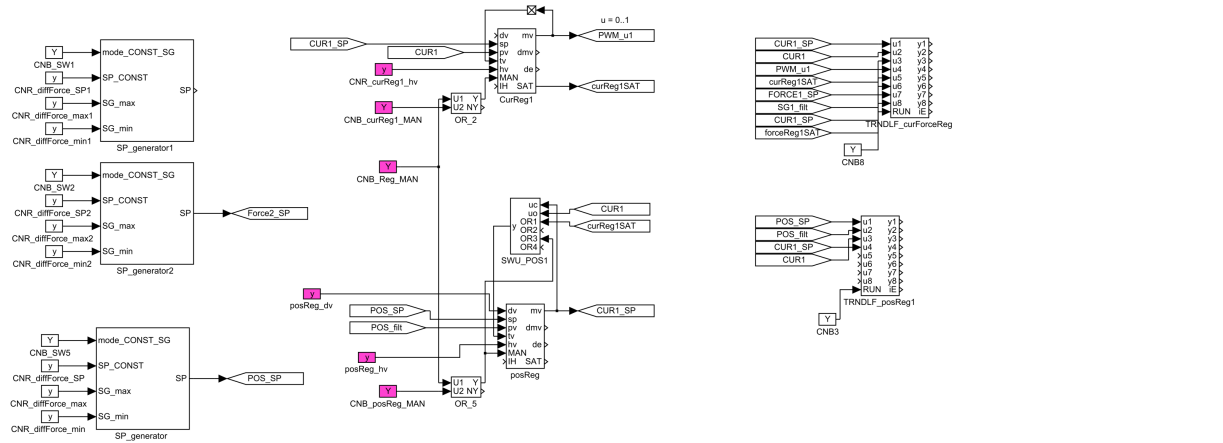 Y
CNB_SW1
y
CNR_diffForce_SP1
y
CNR_diffForce_max1
y
CNR_diffForce_min1
mode_CONST_SG
SP_CONST
SG_max
SG_min
SP
SP_generator1
Y
CNB_SW2
y
CNR_diffForce_SP2
y
CNR_diffForce_max2
y
CNR_diffForce_min2
mode_CONST_SG
SP_CONST
SG_max
SG_min
SP
SP_generator2
Force2_SP
Y
CNB_SW5
y
CNR_diffForce_SP
y
CNR_diffForce_max
y
CNR_diffForce_min
mode_CONST_SG
SP_CONST
SG_max
SG_min
SP
SP_generator
POS_SP
CUR1_SP
CUR1
y
CNR_curReg1_hv
Y
CNB_curReg1_MAN
U1 Y
U2 NY
OR_2
dv mv
sp
pv dmv
tv
hv de
MAN
IH SAT
CurReg1
u = 0..1
PWM_u1
curReg1SAT
Y
CNB_Reg_MAN
uc
uo
OR1
y OR2
OR3
OR4
SWU_POS1
CUR1
curReg1SAT
y
posReg_dv
POS_SP
POS_filt
y
posReg_hv
Y
CNB_posReg_MAN
U1 Y
U2 NY
OR_5
dv mv
sp
pv dmv
tv
hv de
MAN
IH SAT
posReg
CUR1_SP
CUR1_SP
CUR1
PWM_u1
curReg1SAT
FORCE1_SP
SG1_filt
CUR1_SP
forceReg1SAT
Y
CNB8
u1 y1
u2 y2
u3 y3
u4 y4
u5 y5
u6 y6
u7 y7
u8 y8
RUN iE
TRNDLF_curForceReg
POS_SP
POS_filt
CUR1_SP
CUR1
Y
CNB3
u1 y1
u2 y2
u3 y3
u4 y4
u5 y5
u6 y6
u7 y7
u8 y8
RUN iE
TRNDLF_posReg1